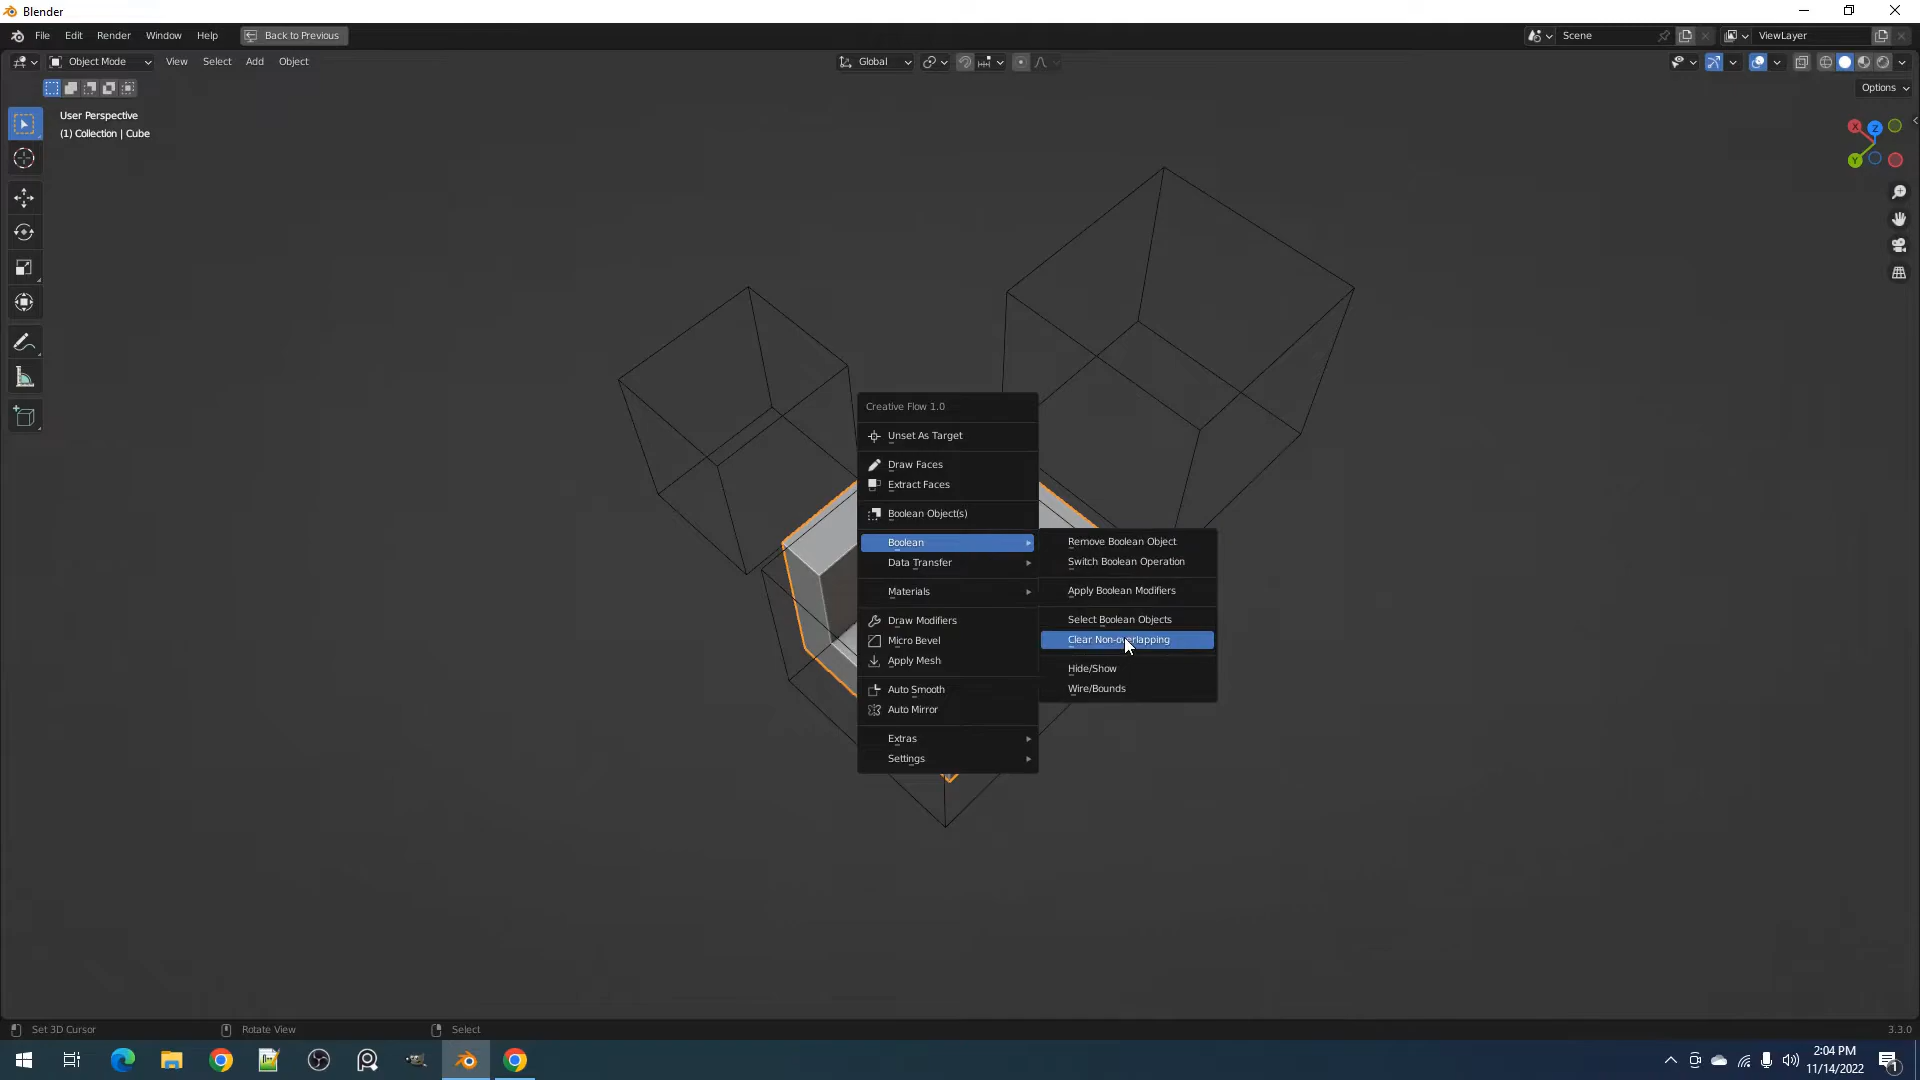 Blender
File Edit Render Window Help Back to Previous Scene ViewLayer
Object Mode View Select Add Object Global
Options
User Perspective
(1) Collection | Cube
X Z Y
Creative Flow 1.0
Unset As Target
Draw Faces
Extract Faces
Boolean Object(s)
Boolean
Data Transfer
Materials
Draw Modifiers
Micro Bevel
Apply Mesh
Auto Smooth
Auto Mirror
Extras
Settings
Remove Boolean Object
Switch Boolean Operation
Apply Boolean Modifiers
Select Boolean Objects
Clear Non-overlapping
Hide/Show
Wire/Bounds
Set 3D Cursor Rotate View Select 3.3.0
2:04 PM
11/14/2022
1